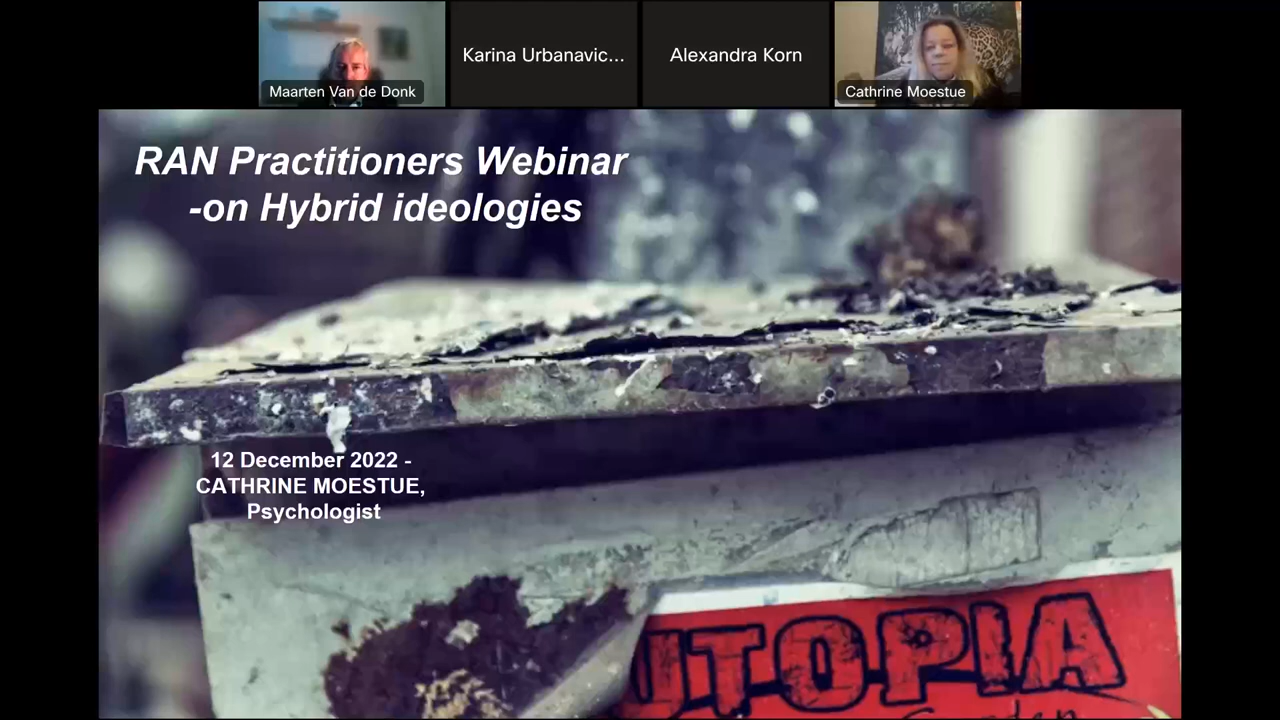 Maarten Van de Donk
Karina Urbanavic...
Alexandra Korn
Cathrine Moestue
RAN Practitioners Webinar
-on Hybrid ideologies
12 December 2022 -
CATHRINE MOESTUE,
Psychologist
UTOPIA